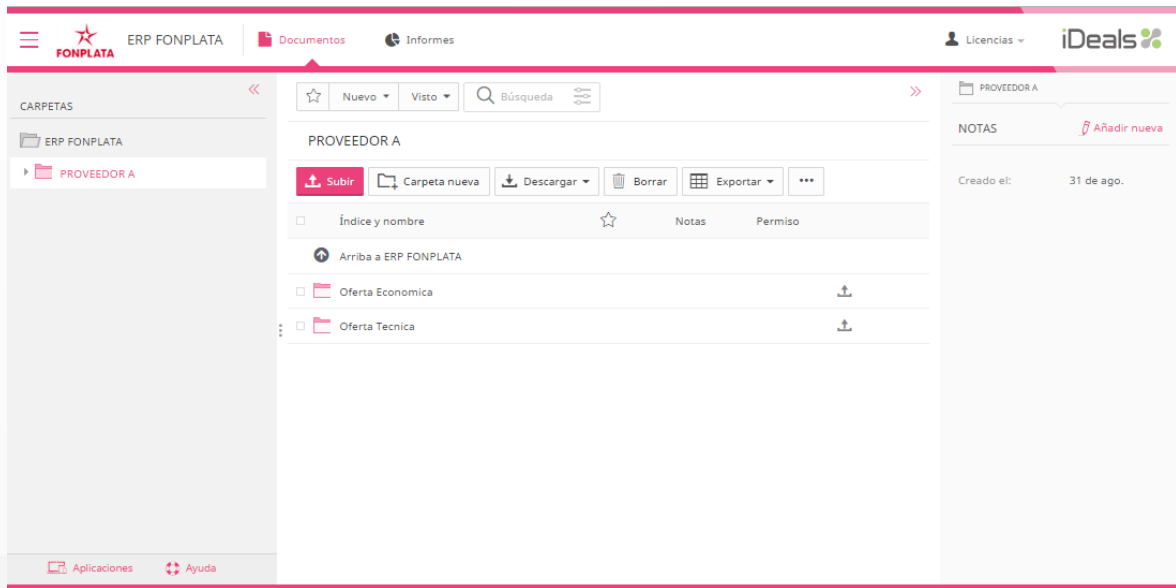 FONPLATA
ERP FONPLATA
Documentos
Informes
Licencias
iDeals
CARPETAS
ERP FONPLATA
PROVEEDOR A
Nuevo
Visto
Búsqueda
PROVEEDOR A
Subir
Carpeta nueva
Descargar
Borrar
Exportar
Índice y nombre
Notas
Permiso
Arriba a ERP FONPLATA
Oferta Economica
Oferta Tecnica
PROVEEDOR A
NOTAS
Añadir nueva
Creado el:
31 de ago.
Aplicaciones
Ayuda